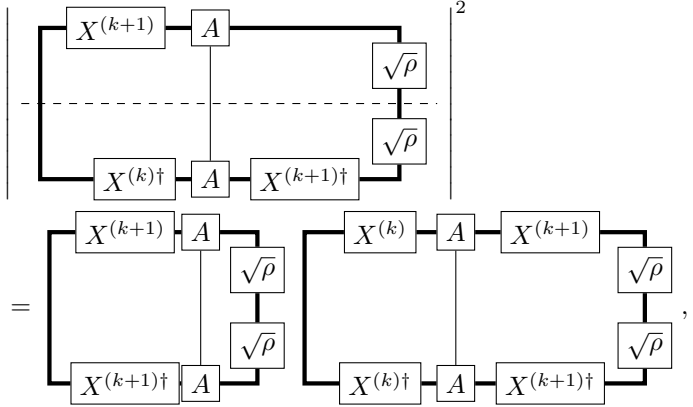 X^{(k+1)} A 2
√ρ
√ρ
X^{(k)†} A X^{(k+1)†}
X^{(k+1)} A X^{(k)} A X^{(k+1)}
√ρ √ρ
= ,
√ρ √ρ
X^{(k+1)†} A X^{(k)†} A X^{(k+1)†}